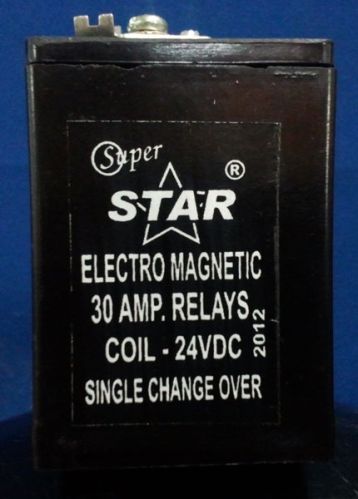 Super
STAR ®
ELECTRO MAGNETIC
30 AMP. RELAYS
COIL - 24VDC
2012
SINGLE CHANGE OVER